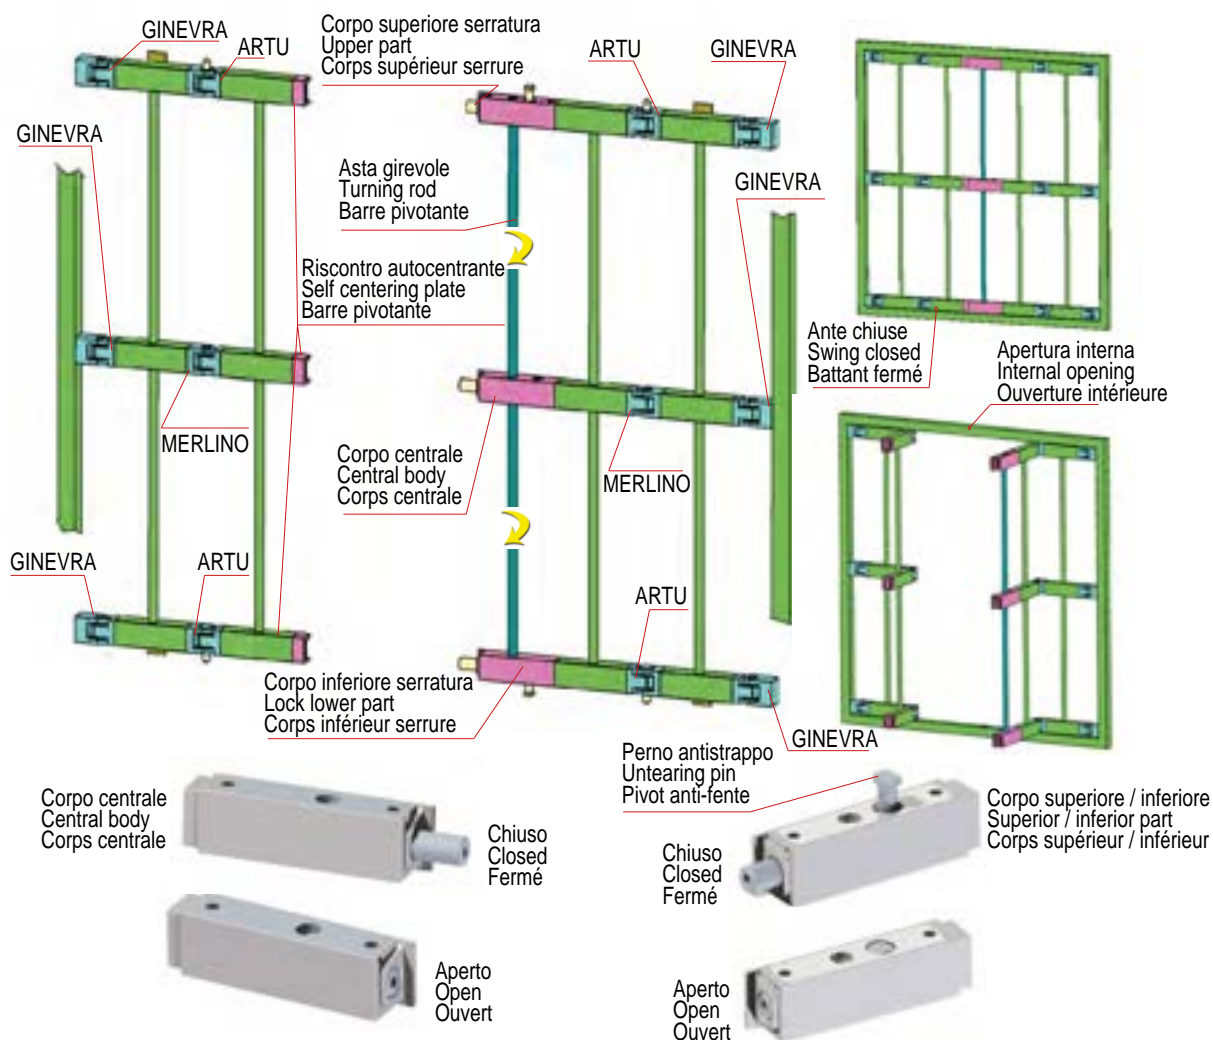 GINEVRA
ARTU
Corpo superiore serratura
Upper part
Corps supérieur serrure
ARTU
GINEVRA
GINEVRA
Asta girevole
Turning rod
Barre pivotante
GINEVRA
Riscontro autocentrante
Self centering plate
Barre pivotante
Ante chiuse
Swing closed
Battant fermé
Apertura interna
Internal opening
Ouverture intérieure
MERLINO
Corpo centrale
Central body
Corps centrale
MERLINO
GINEVRA
ARTU
ARTU
Corpo inferiore serratura
Lock lower part
Corps inférieur serrure
GINEVRA
Perno antistrappo
Untearing pin
Pivot anti-fente
Corpo centrale
Central body
Corps centrale
Chiuso
Closed
Fermé
Chiuso
Closed
Fermé
Corpo superiore / inferiore
Superior / inferior part
Corps supérieur / inférieur
Aperto
Open
Ouvert
Aperto
Open
Ouvert